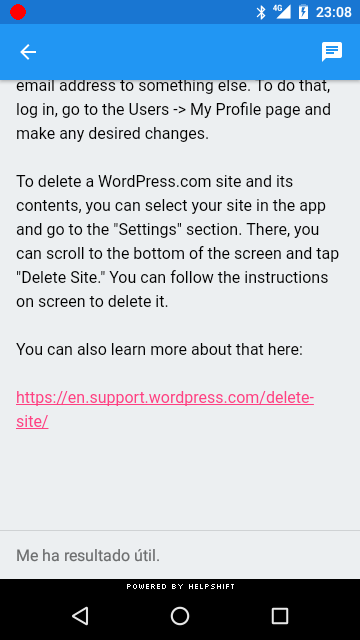 4G 23:08
email address to something else. To do that,
log in, go to the Users -> My Profile page and
make any desired changes.
To delete a WordPress.com site and its
contents, you can select your site in the app
and go to the "Settings" section. There, you
can scroll to the bottom of the screen and tap
"Delete Site." You can follow the instructions
on screen to delete it.
You can also learn more about that here:
https://en.support.wordpress.com/delete-
site/
Me ha resultado útil.
POWERED BY HELPSHIFT